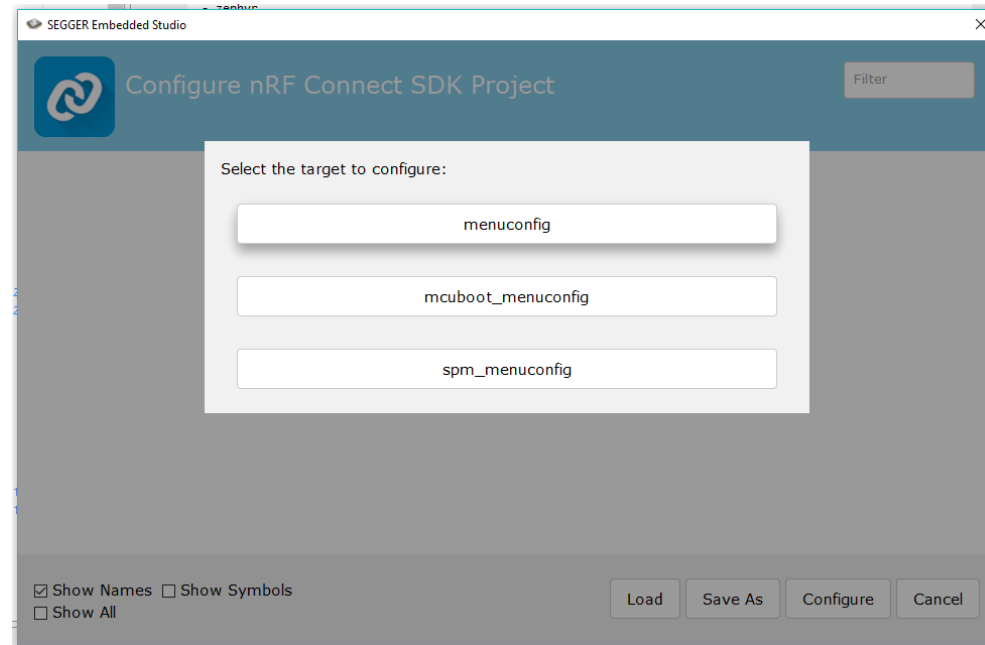 zephyr
SEGGER Embedded Studio
Configure nRF Connect SDK Project
Filter
Select the target to configure:
menuconfig
mcuboot_menuconfig
spm_menuconfig
Show Names Show Symbols
Show All
Load Save As Configure Cancel